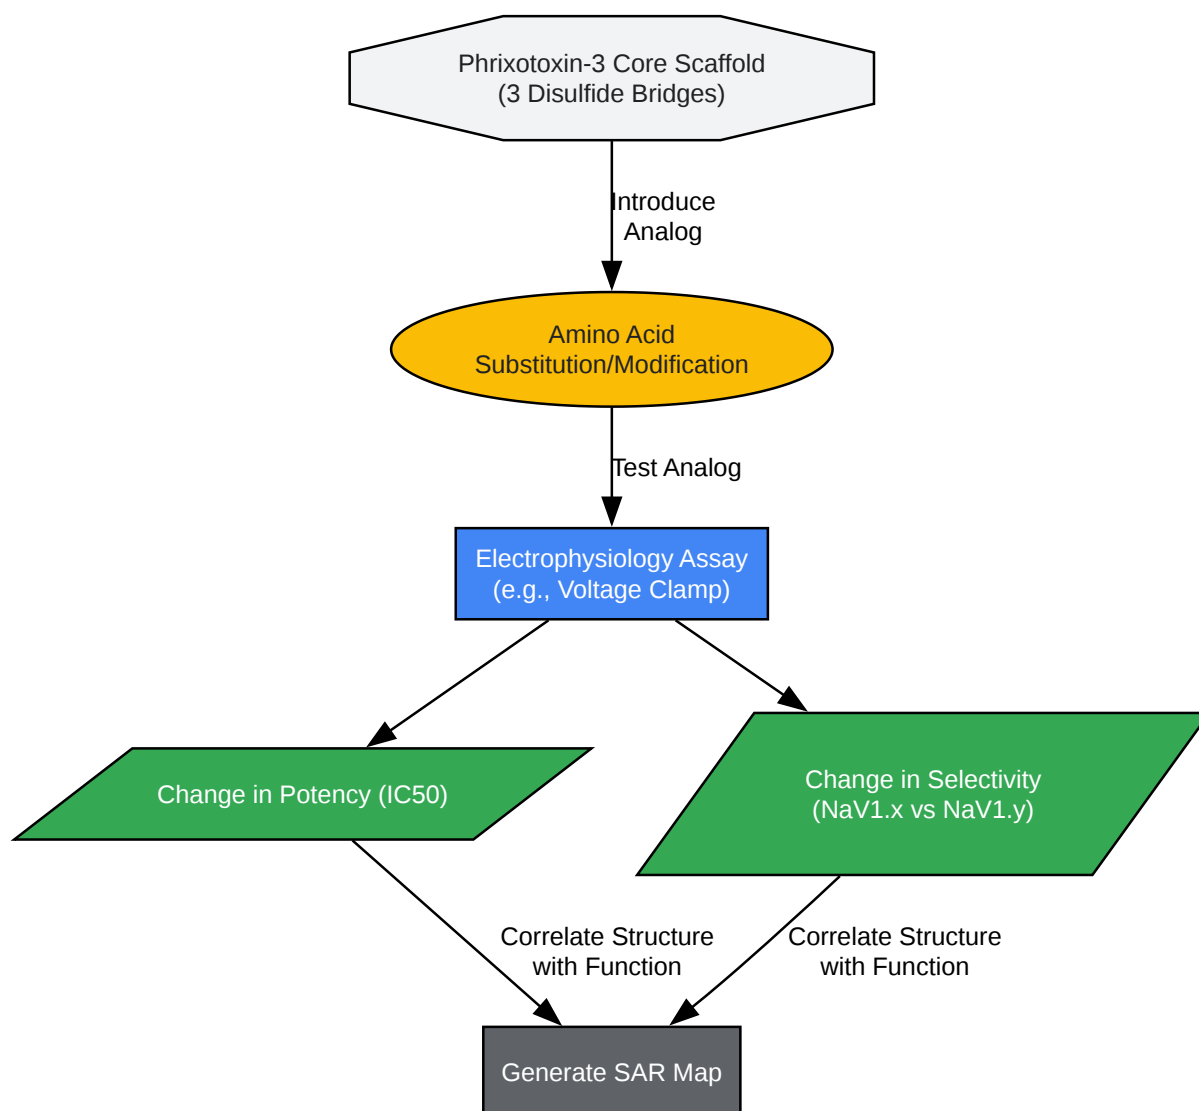 Phrixotoxin-3 Core Scaffold
(3 Disulfide Bridges)
Introduce
Analog
Amino Acid
Substitution/Modification
Test Analog
Electrophysiology Assay
(e.g., Voltage Clamp)
Change in Potency (IC50)
Change in Selectivity
(NaV1.x vs NaV1.y)
Correlate Structure
with Function
Correlate Structure
with Function
Generate SAR Map